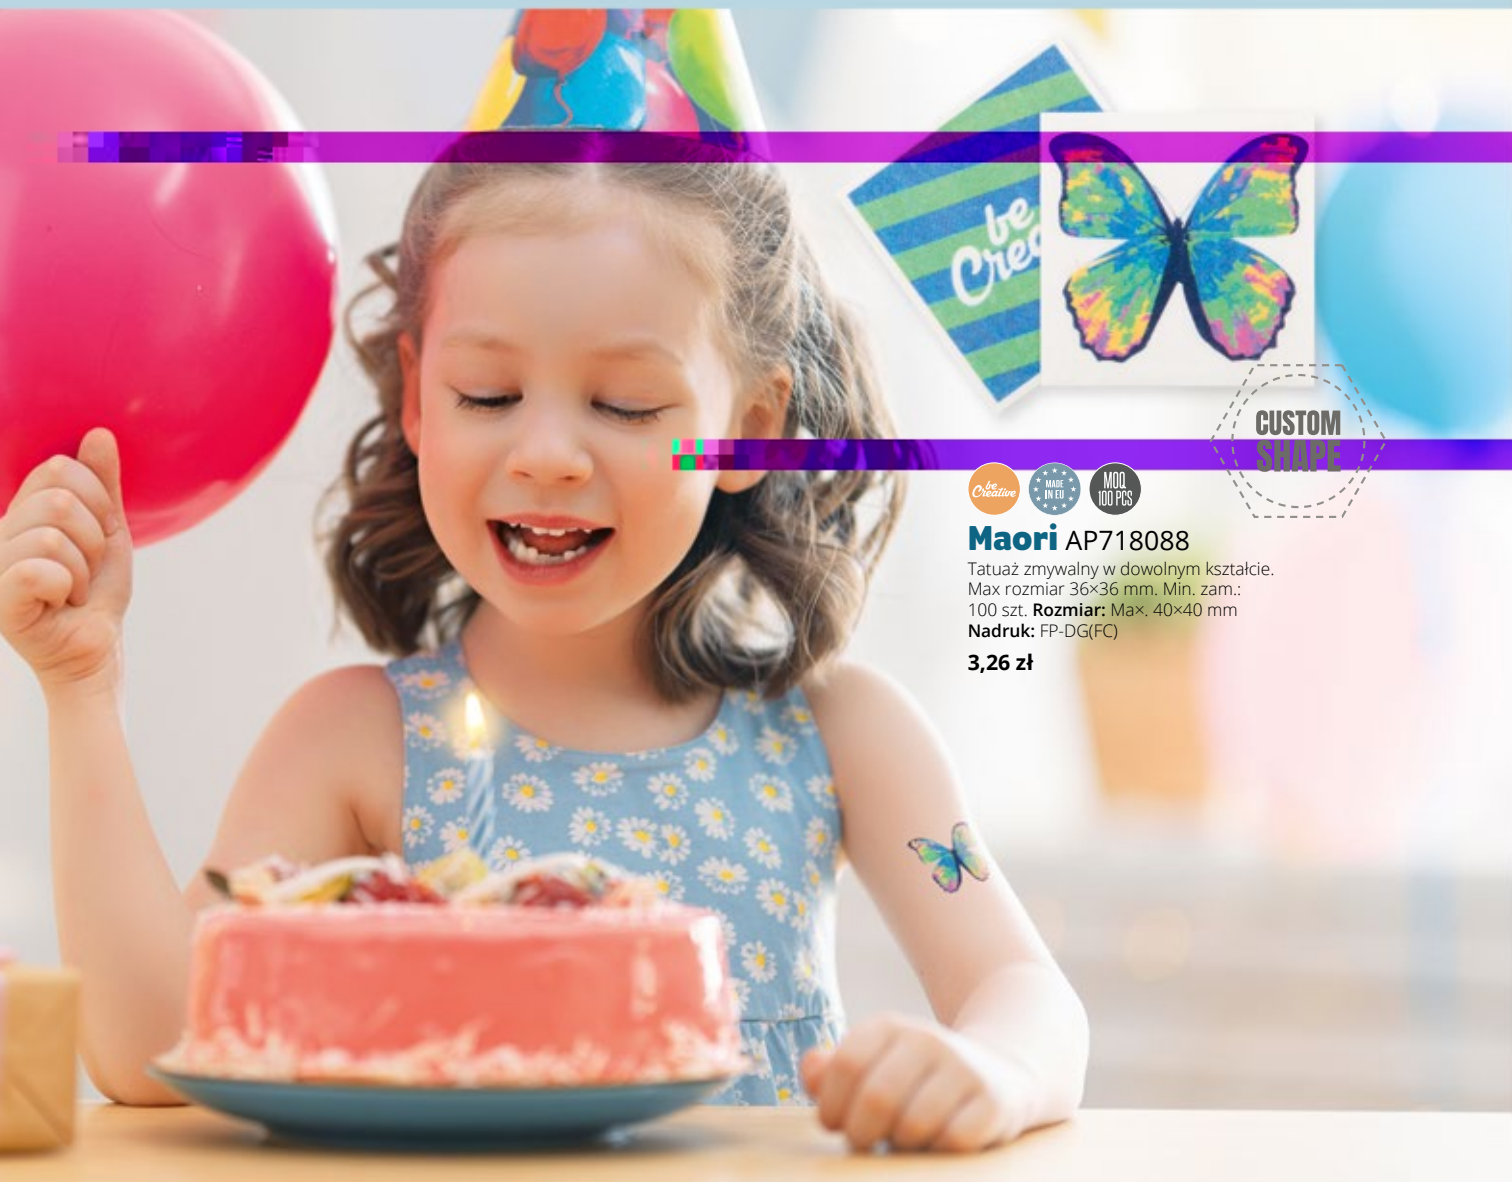 be
Crea
CUSTOM
SHAPE
be
Creative
MADE
IN EU
MOQ
100 PCS
Maori AP718088
Tatuaż zmywalny w dowolnym kształcie.
Max rozmiar 36×36 mm. Min. zam.:
100 szt. Rozmiar: Max. 40×40 mm
Nadruk: FP-DG(FC)
3,26 zł